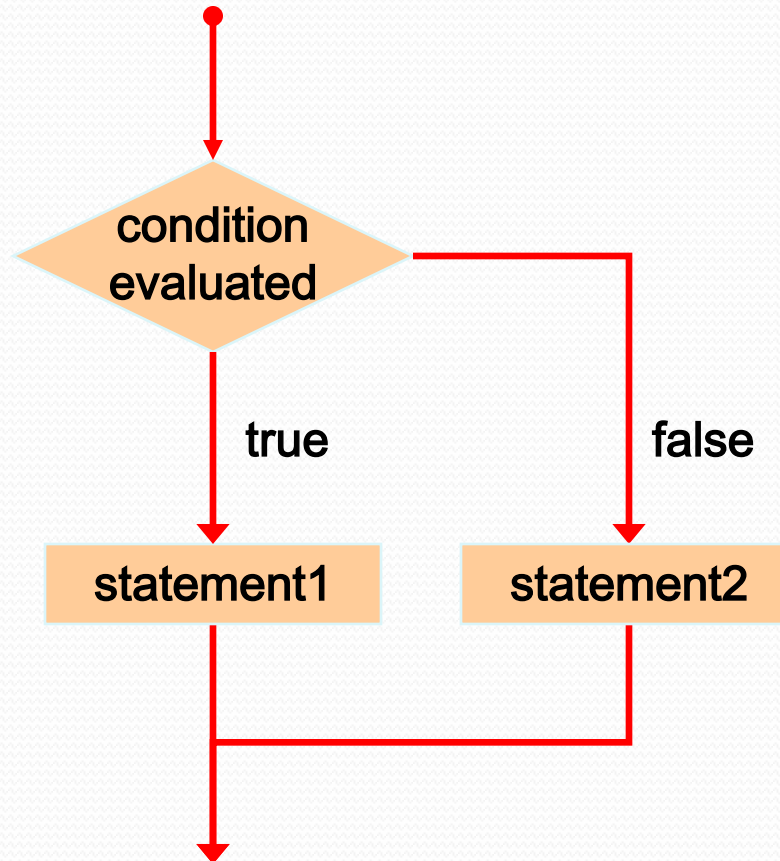 condition
evaluated
true
false
statement1
statement2